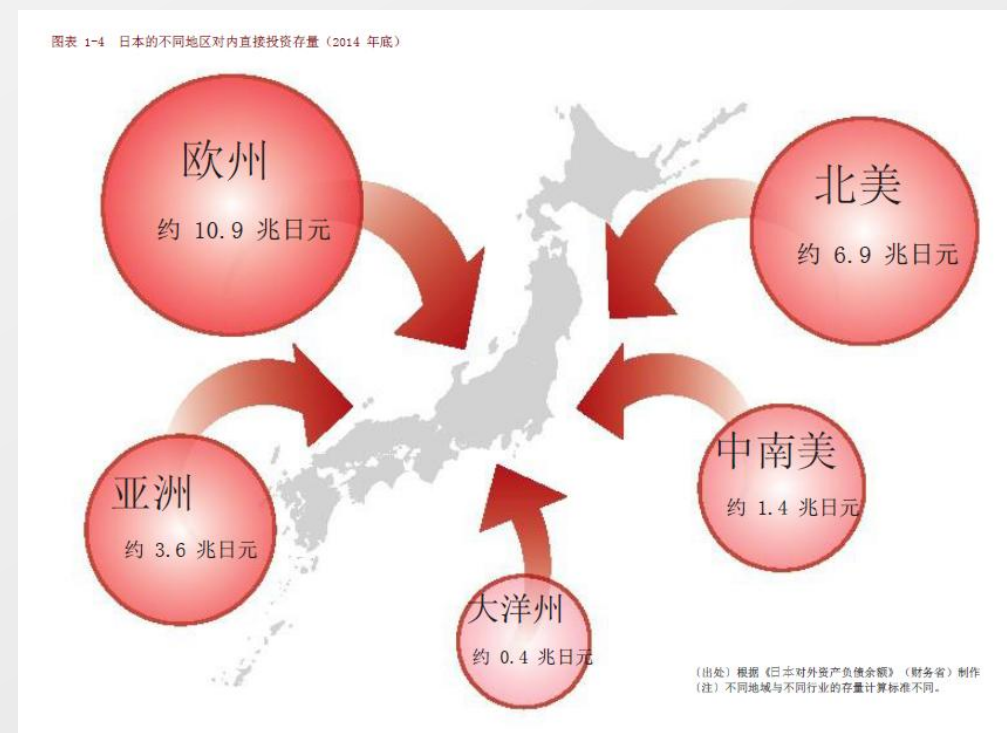 图表 1-4 日本的不同地区对内直接投资存量（2014 年底）
欧州
约 10.9 兆日元
北美
约 6.9 兆日元
亚洲
约 3.6 兆日元
中南美
约 1.4 兆日元
大洋州
约 0.4 兆日元
（出处）根据《日本对外资产负债余额》（财务省）制作
（注）不同地域与不同行业的存量计算标准不同。